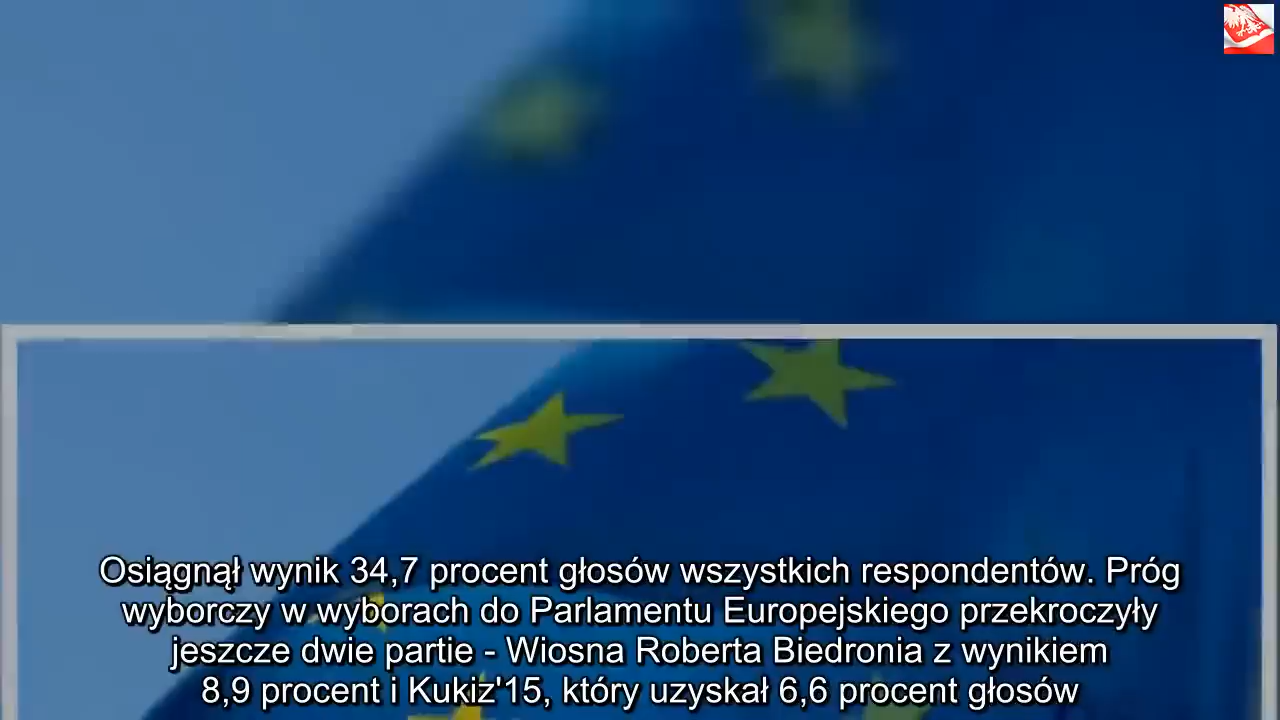 Osiągnął wynik 34,7 procent głosów wszystkich respondentów. Próg
wyborczy w wyborach do Parlamentu Europejskiego przekroczyły
jeszcze dwie partie - Wiosna Roberta Biedronia z wynikiem
8,9 procent i Kukiz'15, który uzyskał 6,6 procent głosów